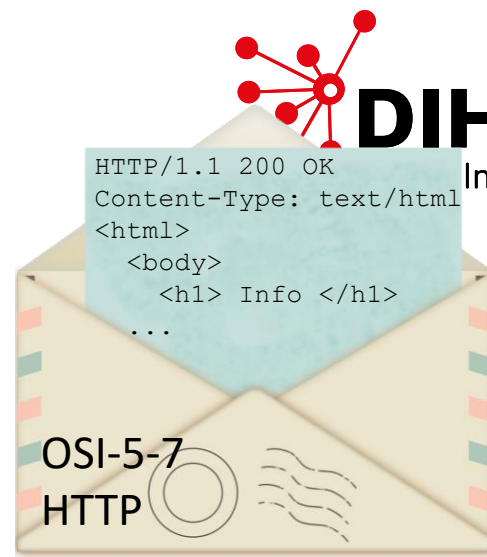 DIH
In
HTTP/1.1 200 OK
Content-Type: text/html
<html>
<body>
<h1> Info </h1>
...
OSI-5-7
HTTP